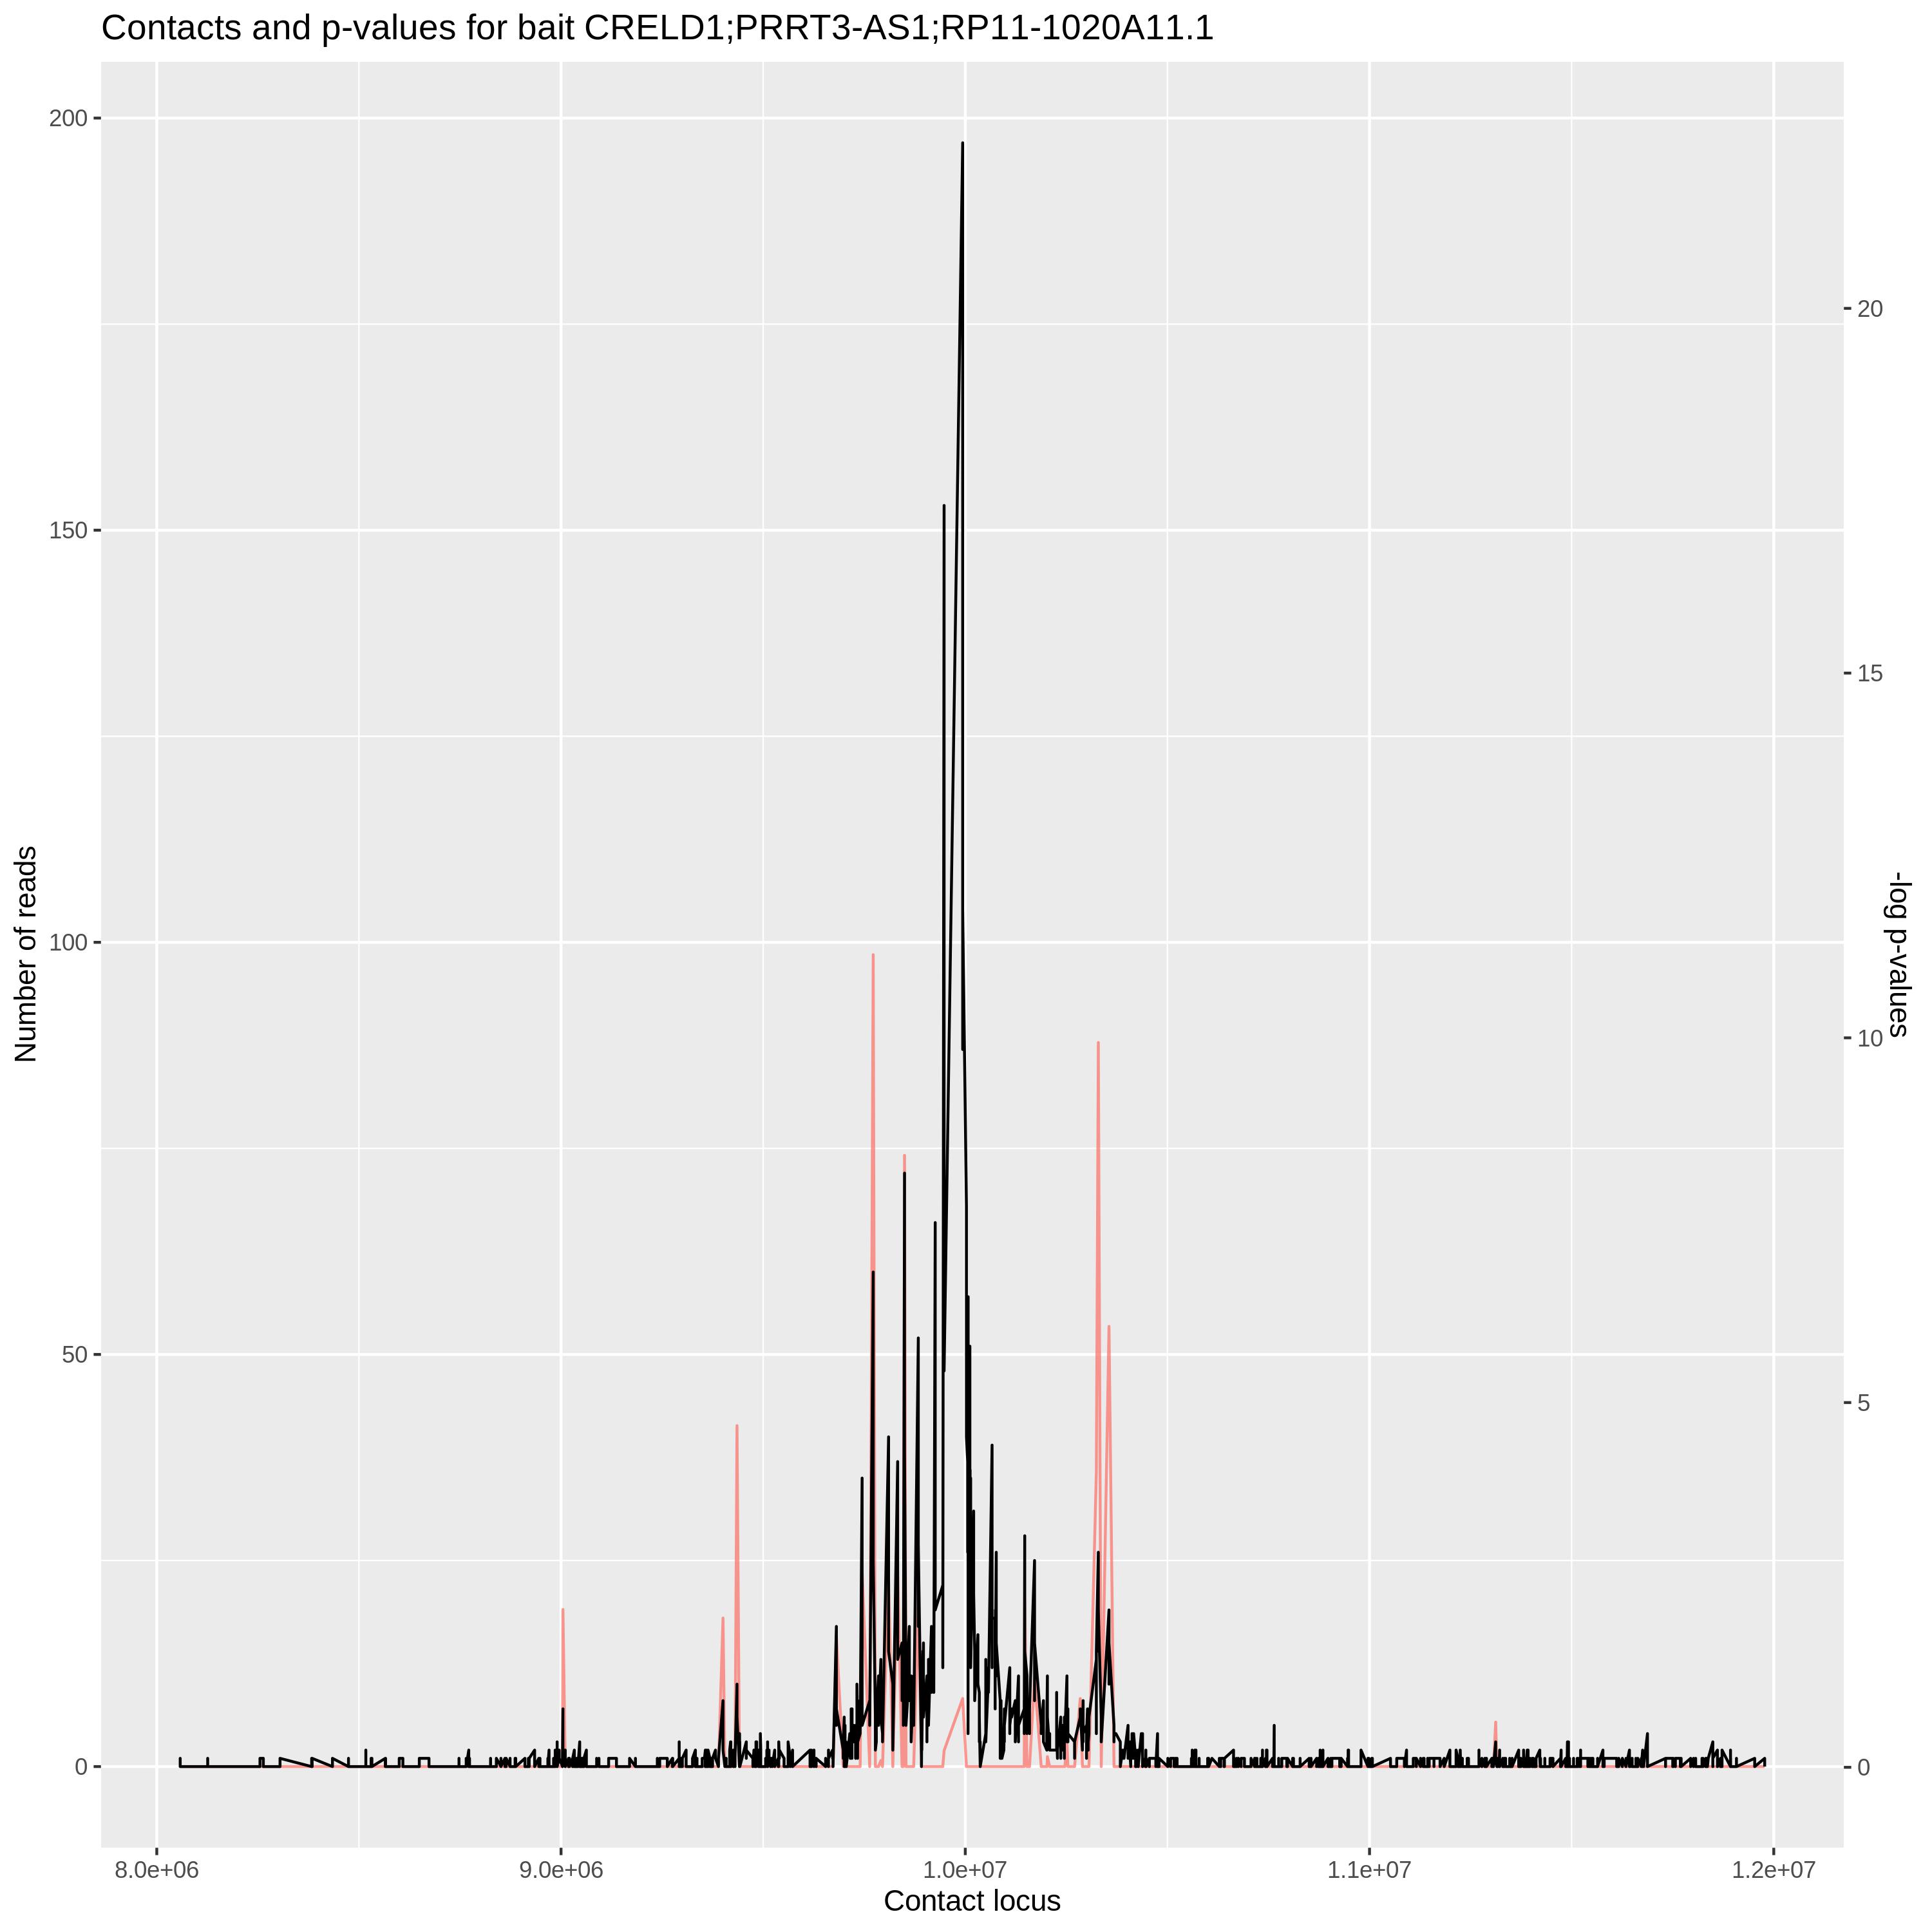 Contacts and p-values for bait CRELD1;PRRT3-AS1;RP11-1020A11.1
200
150
100
50
0
Number of reads
20
15
10
5
0
-log p-values
8.0e+06 9.0e+06 1.0e+07 1.1e+07 1.2e+07
Contact locus